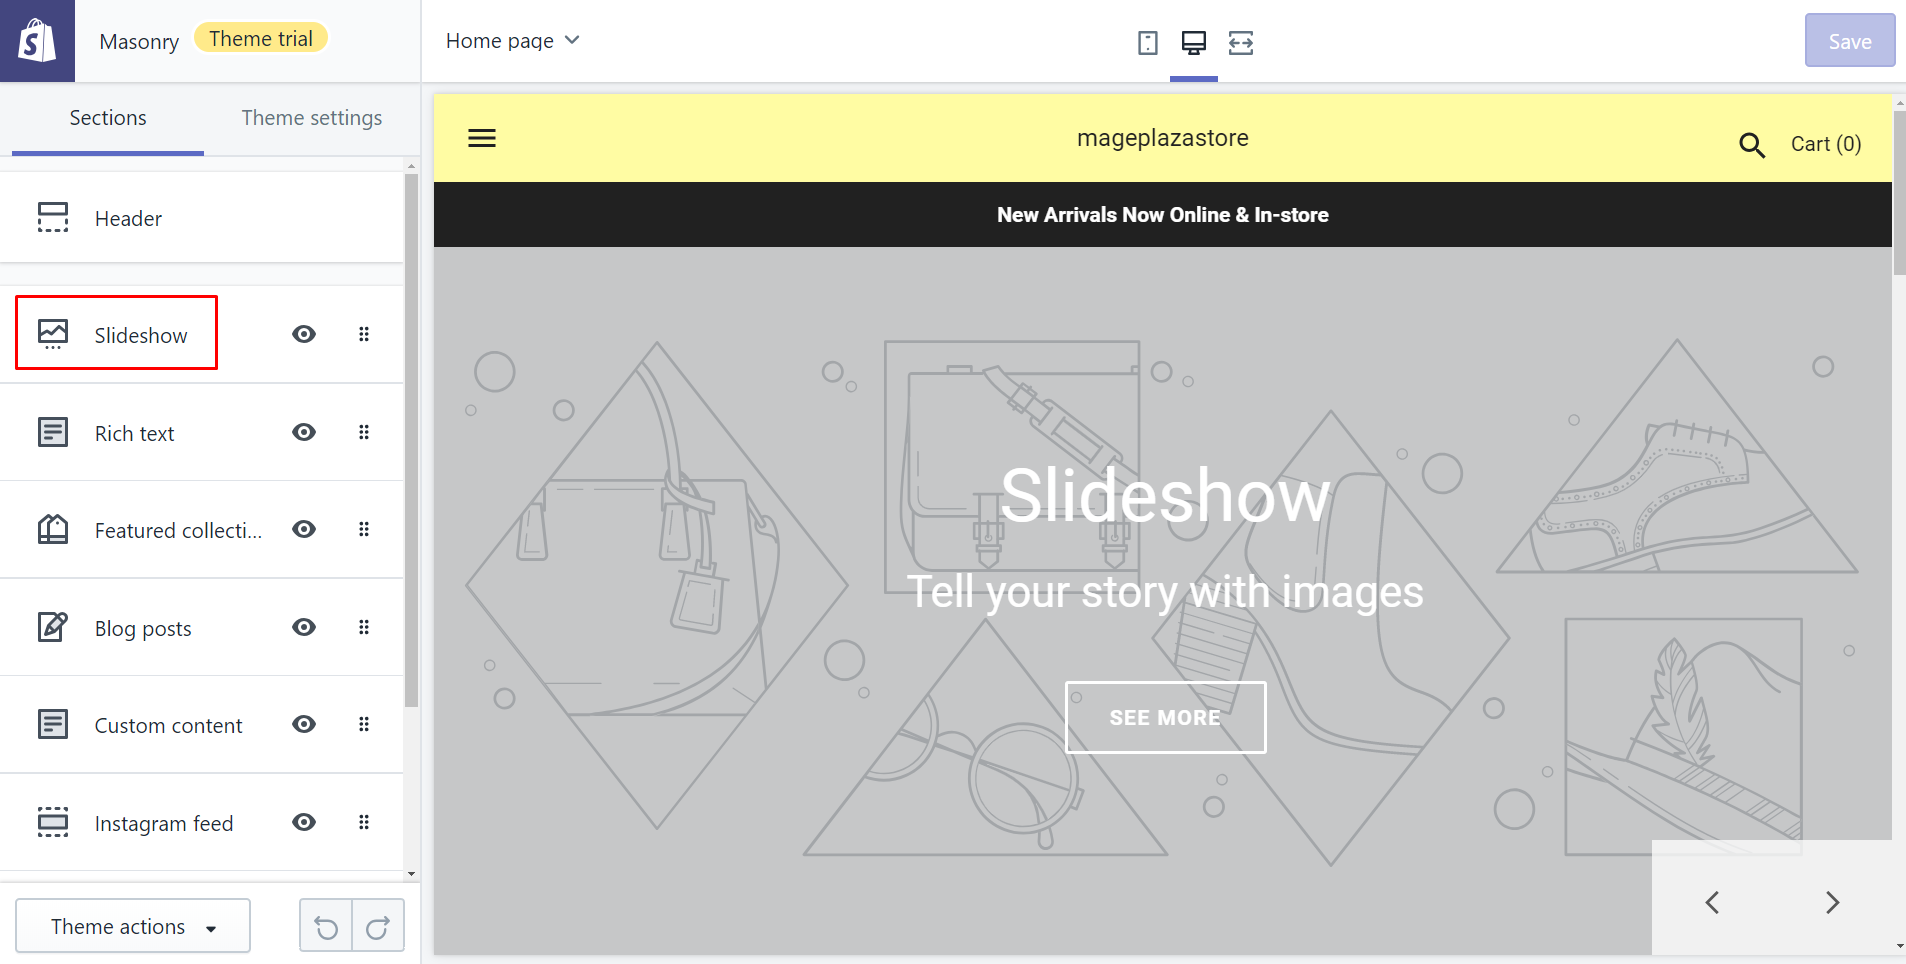 Masonry
Theme trial
Home page
Save
Sections
Theme settings
Header
Slideshow
Rich text
Featured collecti...
Blog posts
Custom content
Instagram feed
Theme actions
mageplazastore
Cart (0)
New Arrivals Now Online & In-store
Slideshow
Tell your story with images
SEE MORE